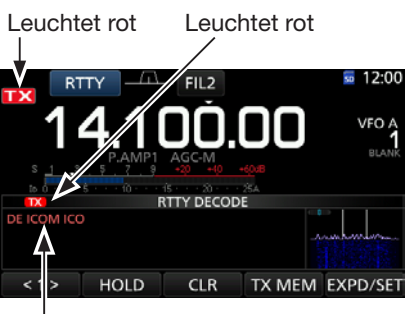 Leuchtet rot Leuchtet rot
TX RTTY FIL2 12:00
14.100.00 VFO A
1
BLANK
P.AMP1 AGC-M
S 1 3 5 7 9 +20 +40 +60dB
ID 0 5 10 15 20 25A
TX RTTY DECODE
DE ICOM ICO
< 1 > HOLD CLR TX MEM EXPD/SET